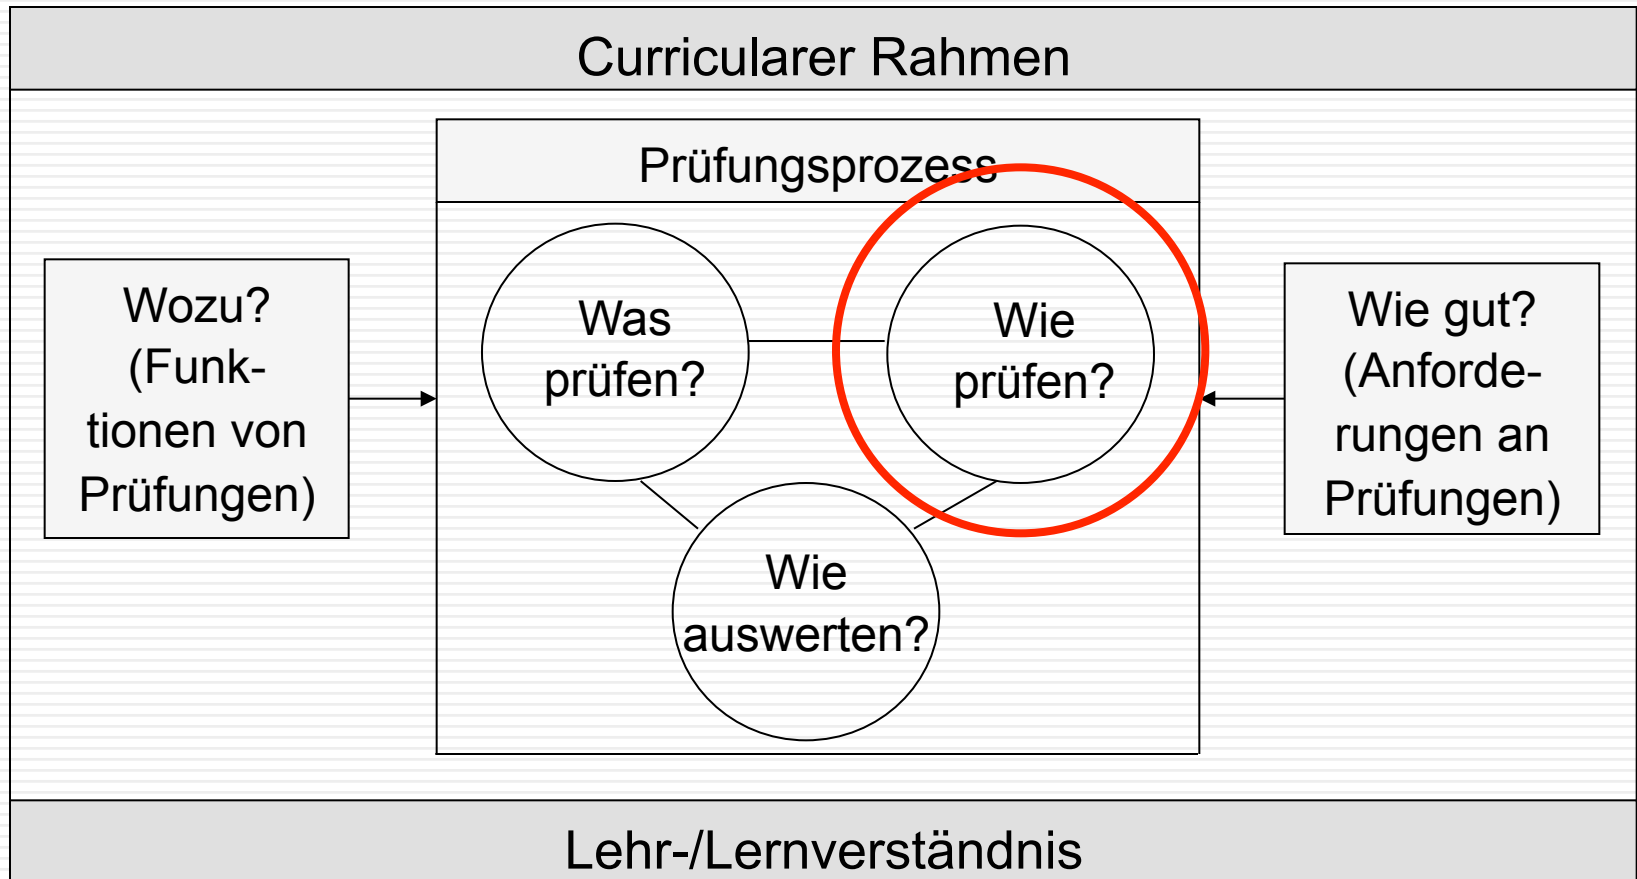 Curricularer Rahmen
Prüfungsprozess
Wozu?
(Funk-
tionen von
Prüfungen)
Was
prüfen?
Wie
prüfen?
Wie
auswerten?
Wie gut?
(Anforde-
rungen an
Prüfungen)
Lehr-/Lernverständnis